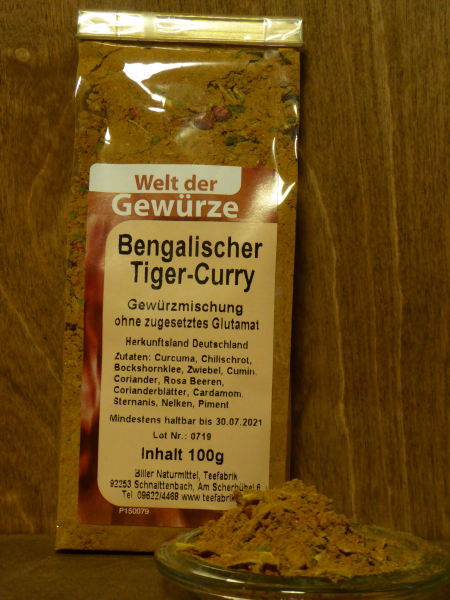 Welt der
Gewürze
Bengalischer
Tiger-Curry
Gewürzmischung
ohne zugesetztes Glutamat
Herkunftsland Deutschland
Zutaten: Curcuma, Chilischrot,
Bockshornklee, Zwiebel, Cumin,
Coriander, Rosa Beeren,
Corianderblätter, Cardamom,
Sternanis, Nelken, Piment
Mindestens haltbar bis 30.07.2021
Lot Nr.: 0719
Inhalt 100g
Biller Naturmittel, Teefabrik
92253 Schnaittenbach, Am Scherhübel 6
Tel 09622/4468 www.teefabrik
P150079